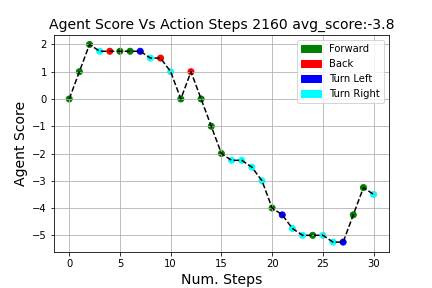 Agent Score Vs Action Steps 2160 avg_score:-3.8
Agent Score
2
1
0
−1
−2
−3
−4
−5
Forward
Back
Turn Left
Turn Right
0 5 10 15 20 25 30
Num. Steps